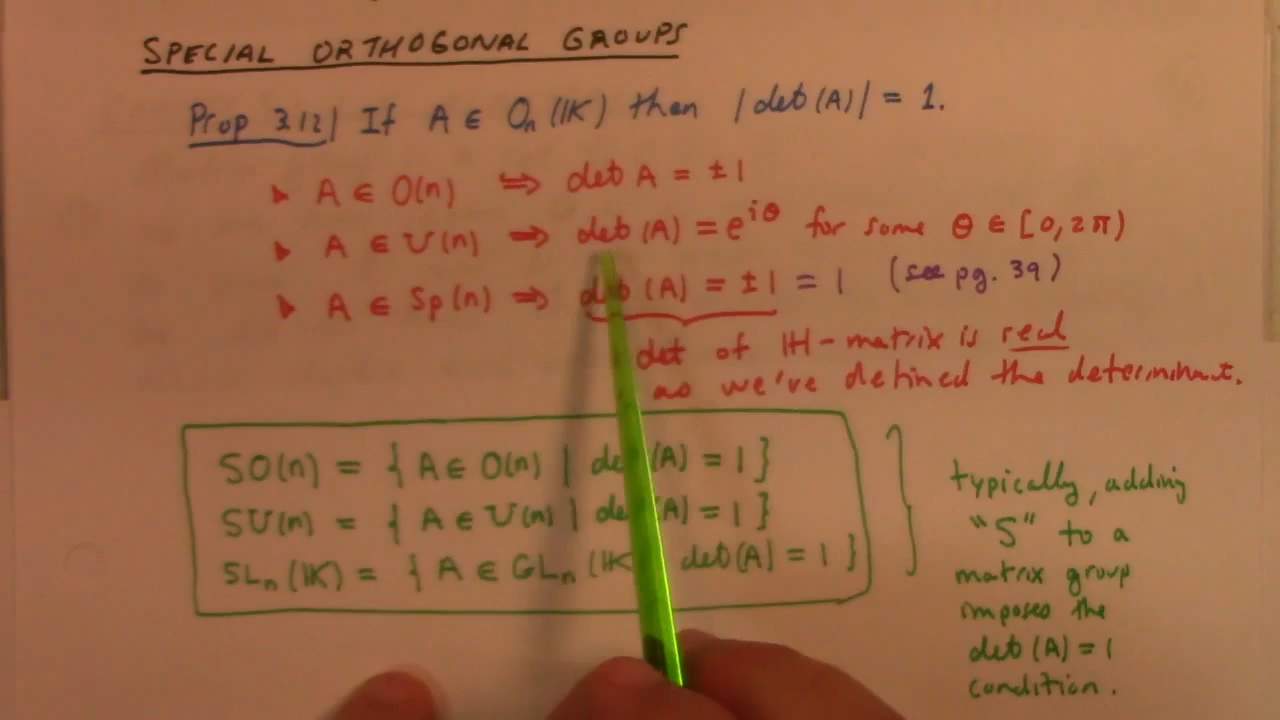 SPECIAL ORTHOGONAL GROUPS
Prop 3.12| If A ∈ Oₙ(𝕂) then |det(A)| = 1.
▸ A ∈ O(n) ⇒ det A = ±1
▸ A ∈ U(n) ⇒ det(A) = e^{iθ} for some θ ∈ [0, 2π)
▸ A ∈ Sp(n) ⇒ det(A) = ±1 = 1 (see pg. 39)
det of ℍ-matrix is real
as we've defined the determinant.
SO(n) = { A ∈ O(n) | det(A) = 1 }
SU(n) = { A ∈ U(n) | det(A) = 1 }
SLₙ(𝕂) = { A ∈ GLₙ(𝕂 det(A) = 1 }
typically, adding
"S" to a
matrix group
imposes the
det(A) = 1
condition.